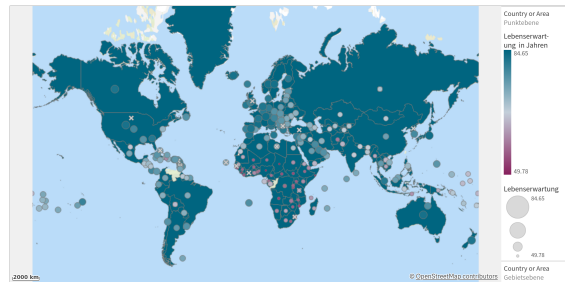 Country or Area
Punktebene
Lebenserwart-
ung in Jahren
84.65
49.78
Lebenserwartung
84.65
49.78
Country or Area
Gebietsebene
2000 km
© OpenStreetMap contributors